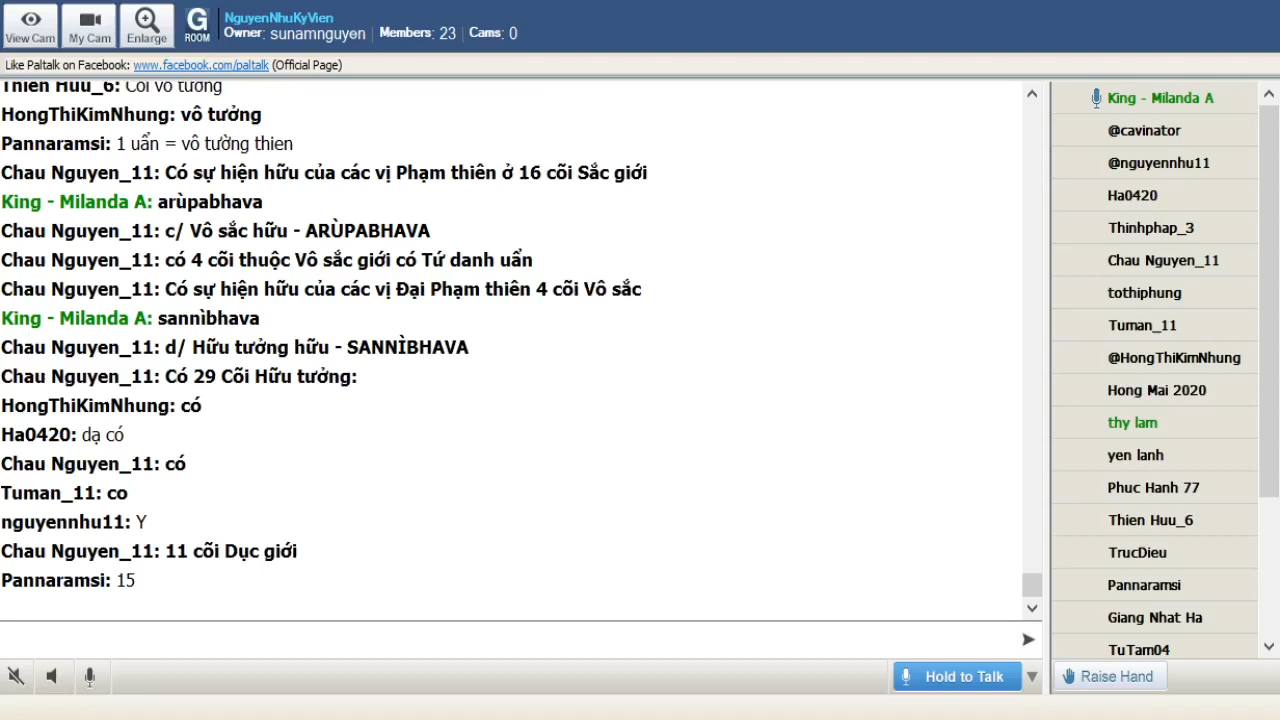 NguyenNhuKyVien
View Cam
My Cam
Enlarge
G ROOM
Owner: sunamnguyen
Members: 23
Cams: 0
Like Paltalk on Facebook: www.facebook.com/paltalk (Official Page)
Thien Huu_6: Cõi vô tưởng
HongThiKimNhung: vô tưởng
Pannaramsi: 1 uẩn = vô tường thien
Chau Nguyen_11: Có sự hiện hữu của các vị Phạm thiên ở 16 cõi Sắc giới
King - Milanda A: arùpabhava
Chau Nguyen_11: c/ Vô sắc hữu - ARÙPABHAVA
Chau Nguyen_11: có 4 cõi thuộc Vô sắc giới có Tứ danh uẩn
Chau Nguyen_11: Có sự hiện hữu của các vị Đại Phạm thiên 4 cõi Vô sắc
King - Milanda A: sannìbhava
Chau Nguyen_11: d/ Hữu tưởng hữu - SANNÌBHAVA
Chau Nguyen_11: Có 29 Cõi Hữu tưởng:
HongThiKimNhung: có
Ha0420: dạ có
Chau Nguyen_11: có
Tuman_11: co
nguyennhu11: Y
Chau Nguyen_11: 11 cõi Dục giới
Pannaramsi: 15
King - Milanda A
@cavinator
@nguyennhu11
Ha0420
Thinhphap_3
Chau Nguyen_11
tothiphung
Tuman_11
@HongThiKimNhung
Hong Mai 2020
thy lam
yen lanh
Phuc Hanh 77
Thien Huu_6
TrucDieu
Pannaramsi
Giang Nhat Ha
TuTam04
Hold to Talk
Raise Hand